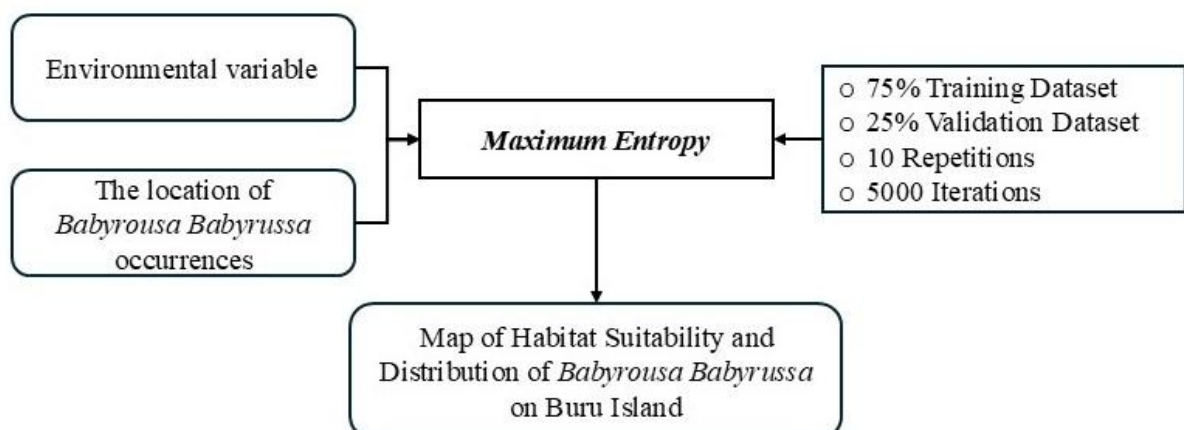 Environmental variable
The location of
Babyrousa Babyrussa
occurrences
Maximum Entropy
o 75% Training Dataset
o 25% Validation Dataset
o 10 Repetitions
o 5000 Iterations
Map of Habitat Suitability and
Distribution of Babyrousa Babyrussa
on Buru Island